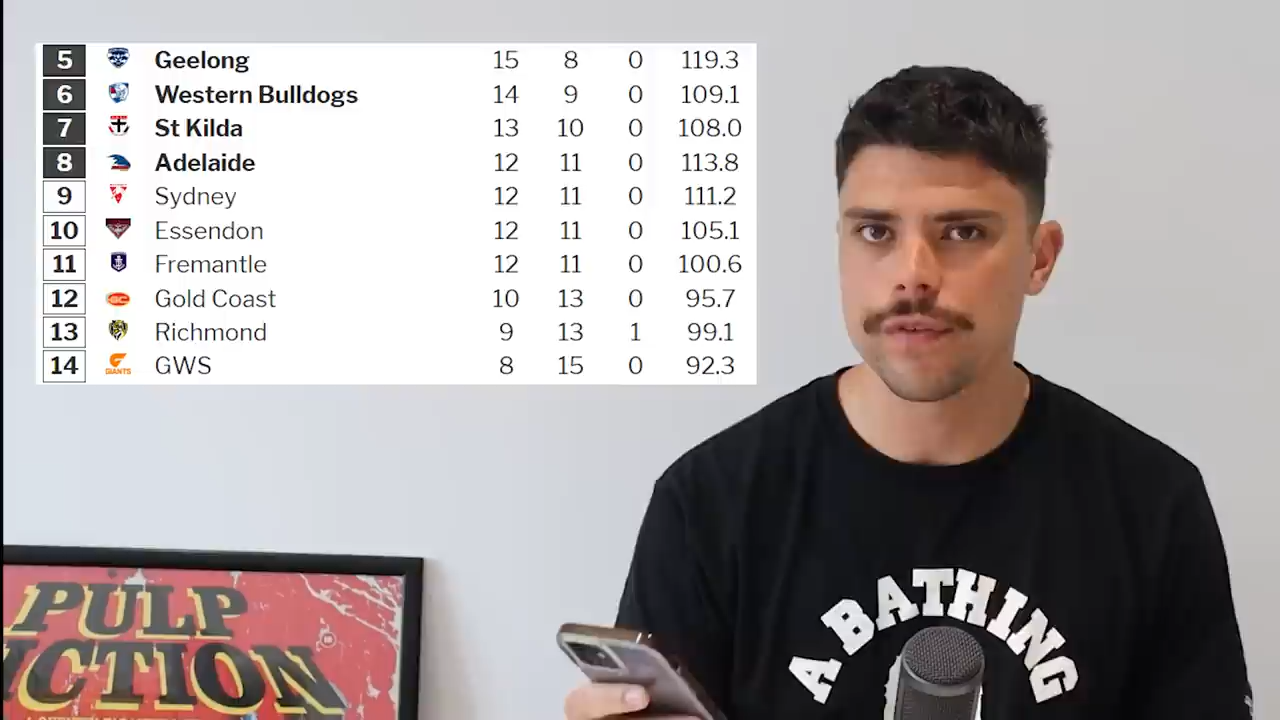 5 Geelong 15 8 0 119.3
6 Western Bulldogs 14 9 0 109.1
7 St Kilda 13 10 0 108.0
8 Adelaide 12 11 0 113.8
9 Sydney 12 11 0 111.2
10 Essendon 12 11 0 105.1
11 Fremantle 12 11 0 100.6
12 Gold Coast 10 13 0 95.7
13 Richmond 9 13 1 99.1
14 GWS 8 15 0 92.3
GIANTS
PULP
ICTION
A BATHING